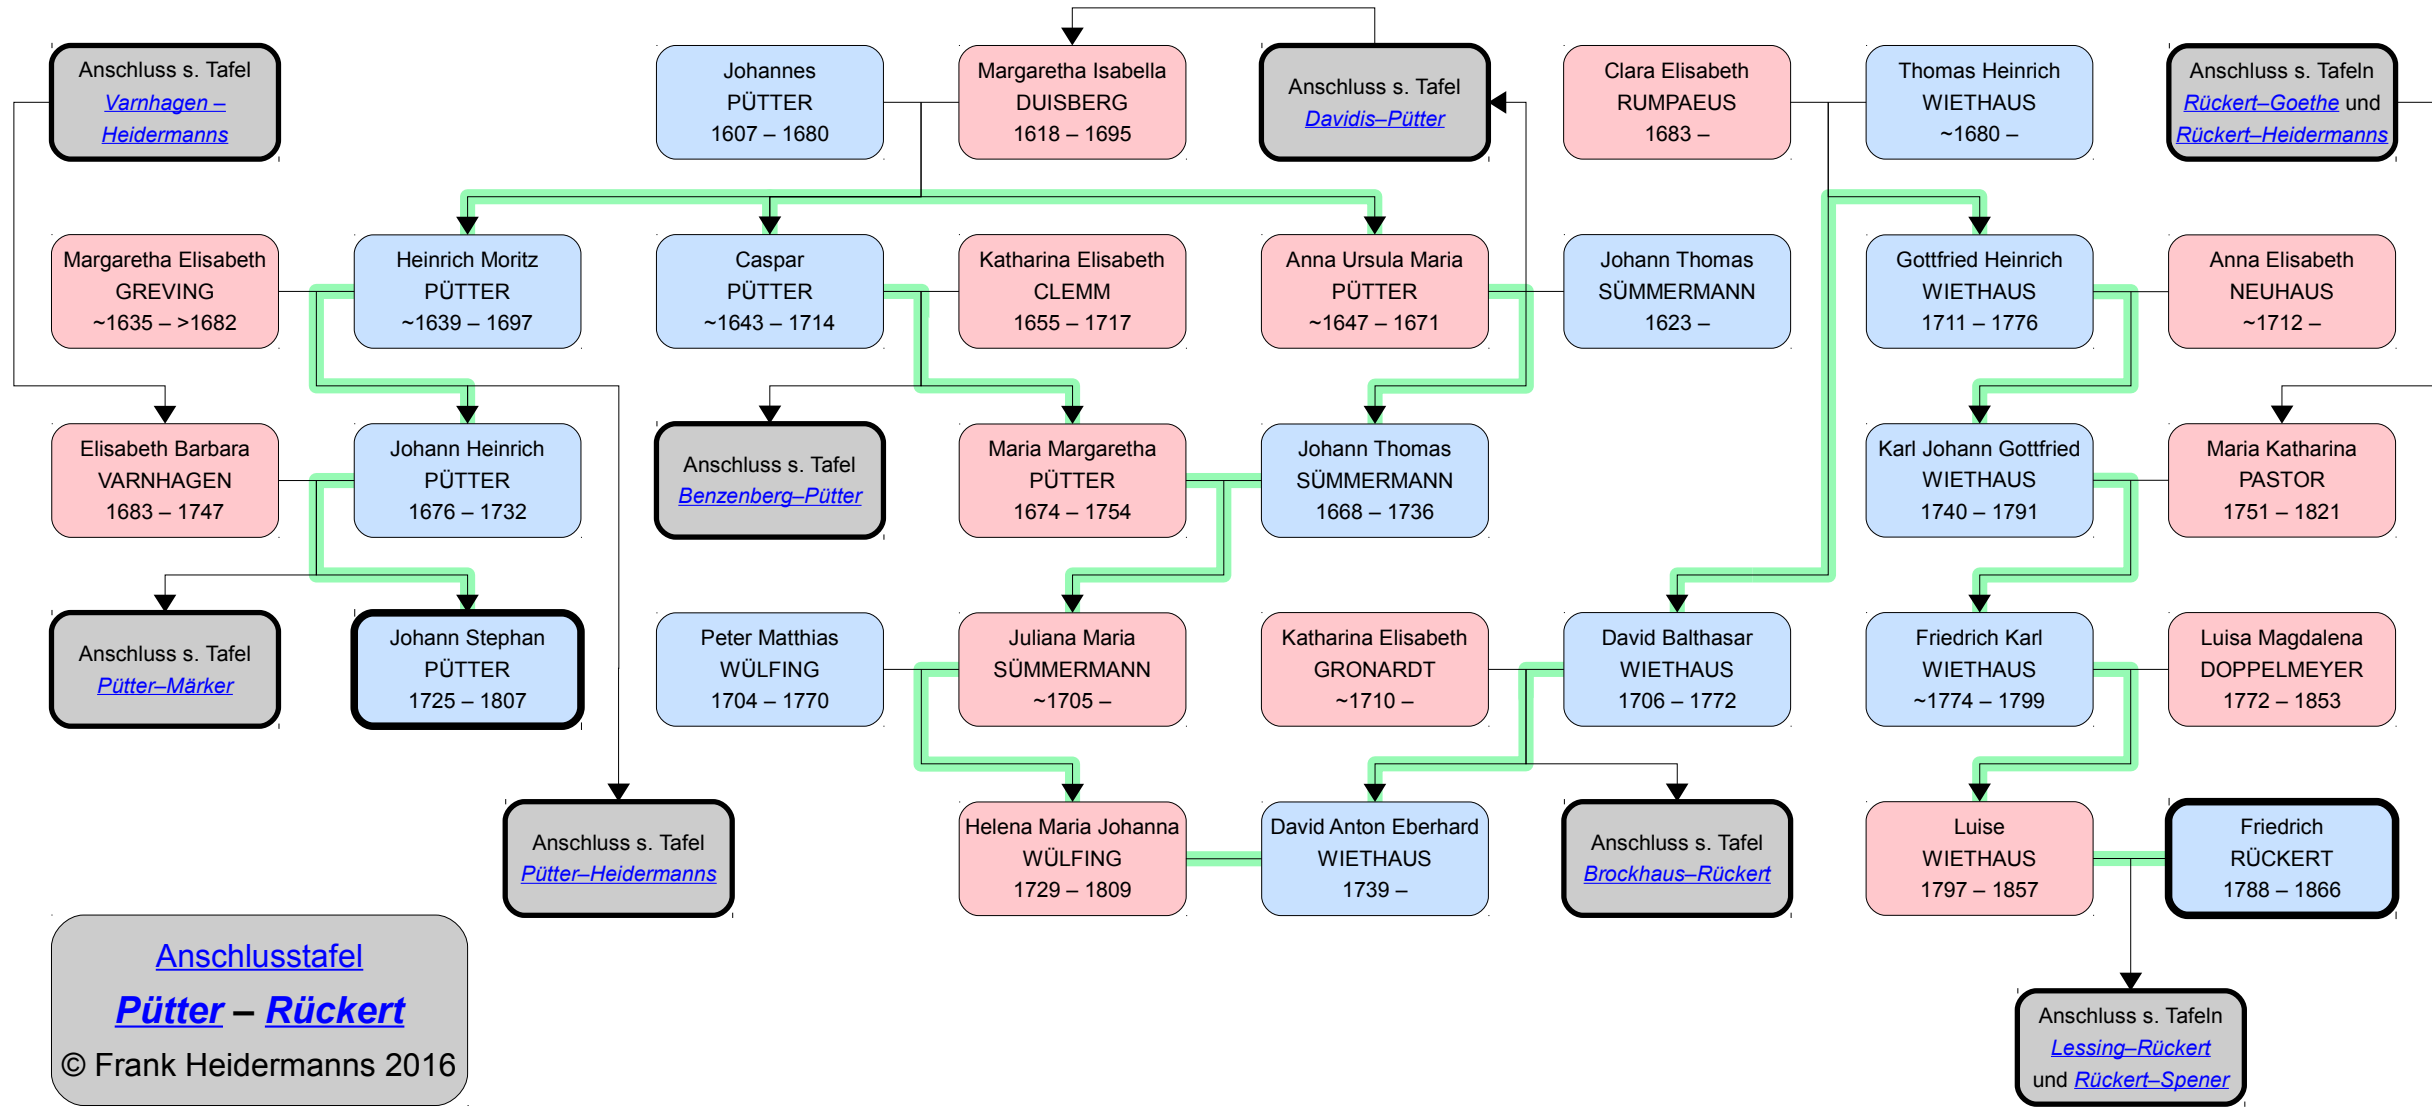 Anschluss s. Tafel
Varnhagen –
Heidermanns
Johannes
PÜTTER
1607 – 1680
Margaretha Isabella
DUISBERG
1618 – 1695
Anschluss s. Tafel
Davidis–Pütter
Clara Elisabeth
RUMPAEUS
1683 –
Thomas Heinrich
WIETHAUS
~1680 –
Anschluss s. Tafeln
Rückert–Goethe und
Rückert–Heidermanns
Margaretha Elisabeth
GREVING
~1635 – >1682
Heinrich Moritz
PÜTTER
~1639 – 1697
Caspar
PÜTTER
~1643 – 1714
Katharina Elisabeth
CLEMM
1655 – 1717
Anna Ursula Maria
PÜTTER
~1647 – 1671
Johann Thomas
SÜMMERMANN
1623 –
Gottfried Heinrich
WIETHAUS
1711 – 1776
Anna Elisabeth
NEUHAUS
~1712 –
Elisabeth Barbara
VARNHAGEN
1683 – 1747
Johann Heinrich
PÜTTER
1676 – 1732
Anschluss s. Tafel
Benzenberg–Pütter
Maria Margaretha
PÜTTER
1674 – 1754
Johann Thomas
SÜMMERMANN
1668 – 1736
Karl Johann Gottfried
WIETHAUS
1740 – 1791
Maria Katharina
PASTOR
1751 – 1821
Anschluss s. Tafel
Pütter–Märker
Johann Stephan
PÜTTER
1725 – 1807
Peter Matthias
WÜLFING
1704 – 1770
Juliana Maria
SÜMMERMANN
~1705 –
Katharina Elisabeth
GRONARDT
~1710 –
David Balthasar
WIETHAUS
1706 – 1772
Friedrich Karl
WIETHAUS
~1774 – 1799
Luisa Magdalena
DOPPELMEYER
1772 – 1853
Anschluss s. Tafel
Pütter–Heidermanns
Helena Maria Johanna
WÜLFING
1729 – 1809
David Anton Eberhard
WIETHAUS
1739 –
Anschluss s. Tafel
Brockhaus–Rückert
Luise
WIETHAUS
1797 – 1857
Friedrich
RÜCKERT
1788 – 1866
Anschlusstafel
Pütter – Rückert
© Frank Heidermanns 2016
Anschluss s. Tafeln
Lessing–Rückert
und Rückert–Spener